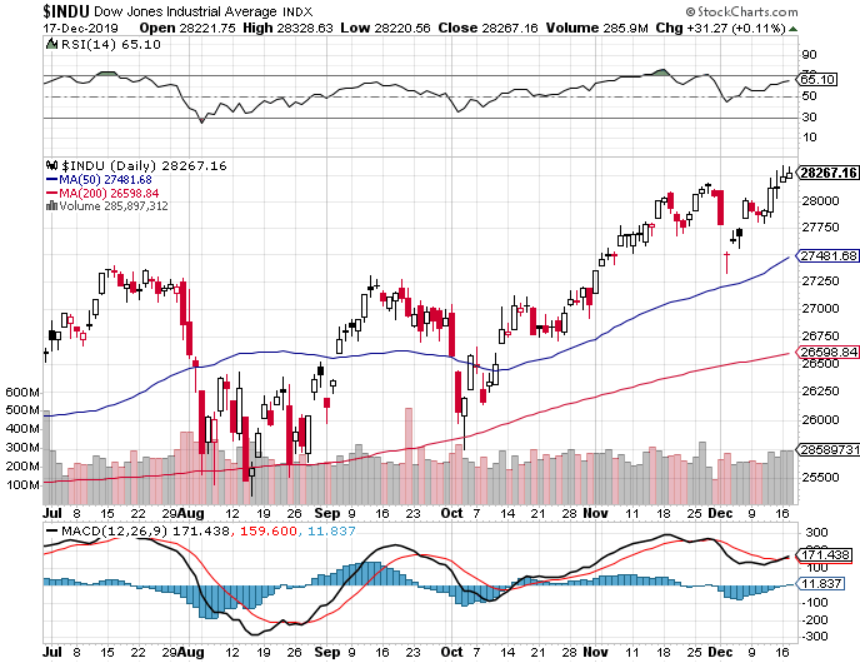 $INDU Dow Jones Industrial Average INDX © StockCharts.com
17-Dec-2019 Open 28221.75 High 28328.63 Low 28220.56 Close 28267.16 Volume 285.9M Chg +31.27 (+0.11%)
RSI(14) 65.10
90
65.10
50
30
10
$INDU (Daily) 28267.16
MA(50) 27481.68
MA(200) 26598.84
Volume 285,897,312
28267.16
28000
27750
27481.68
27250
27000
26750
26598.84
26500
26250
600M
26000
500M
400M
300M
28589731
200M
25500
100M
Jul 8 15 22 29 Aug 12 19 26 Sep 9 16 23 Oct 7 14 21 28 Nov 11 18 25 Dec 9 16
MACD(12,26,9) 171.438, 159.600, 11.837
300
171.438
100
11.837
-100
-200
-300
Jul 8 15 22 29 Aug 12 19 26 Sep 9 16 23 Oct 7 14 21 28 Nov 11 18 25 Dec 9 16